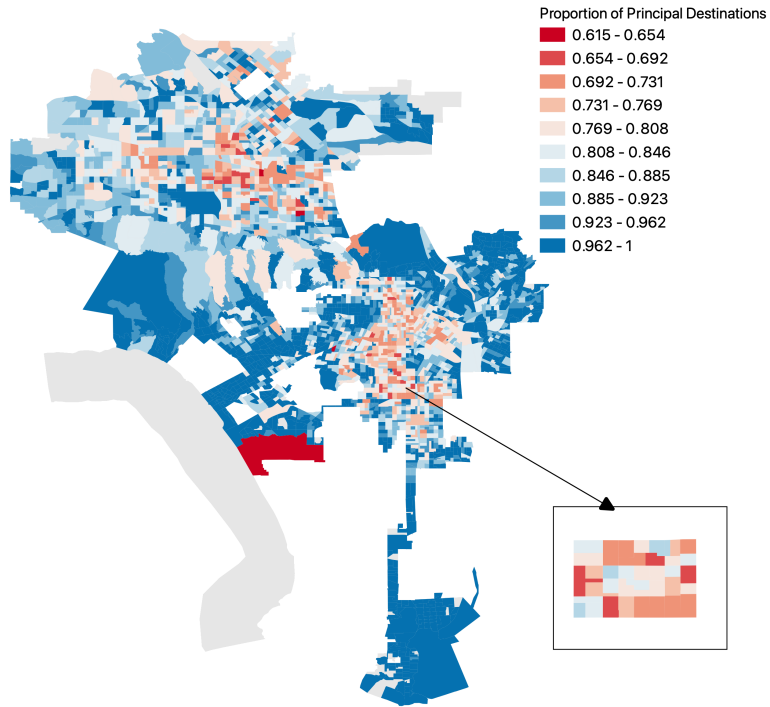 Proportion of Principal Destinations
0.615 - 0.654
0.654 - 0.692
0.692 - 0.731
0.731 - 0.769
0.769 - 0.808
0.808 - 0.846
0.846 - 0.885
0.885 - 0.923
0.923 - 0.962
0.962 - 1